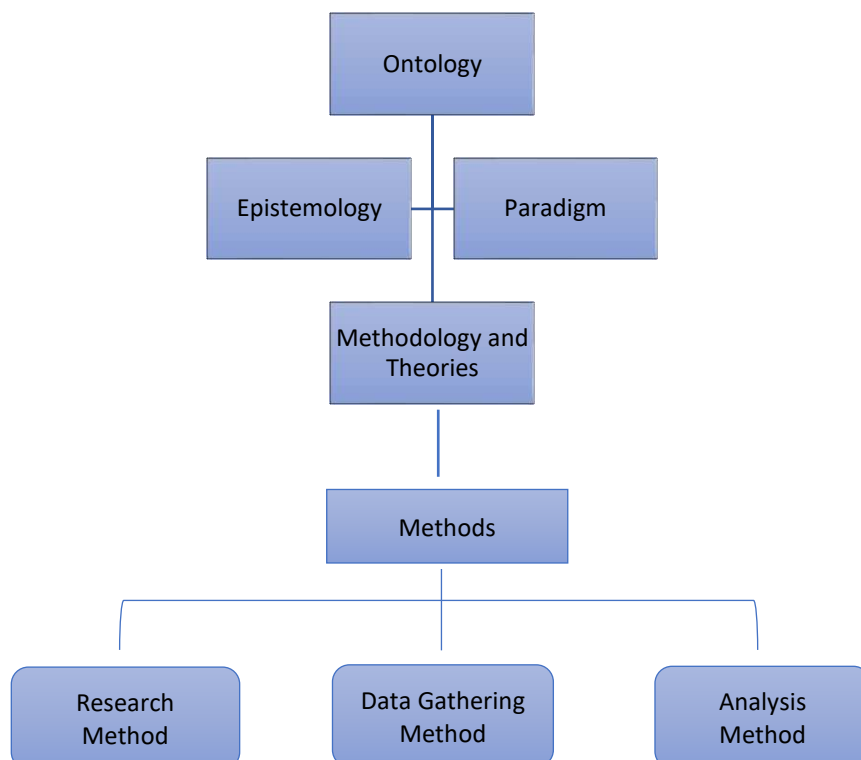 Ontology
Epistemology
Paradigm
Methodology and
Theories
Methods
Research
Method
Data Gathering
Method
Analysis
Method